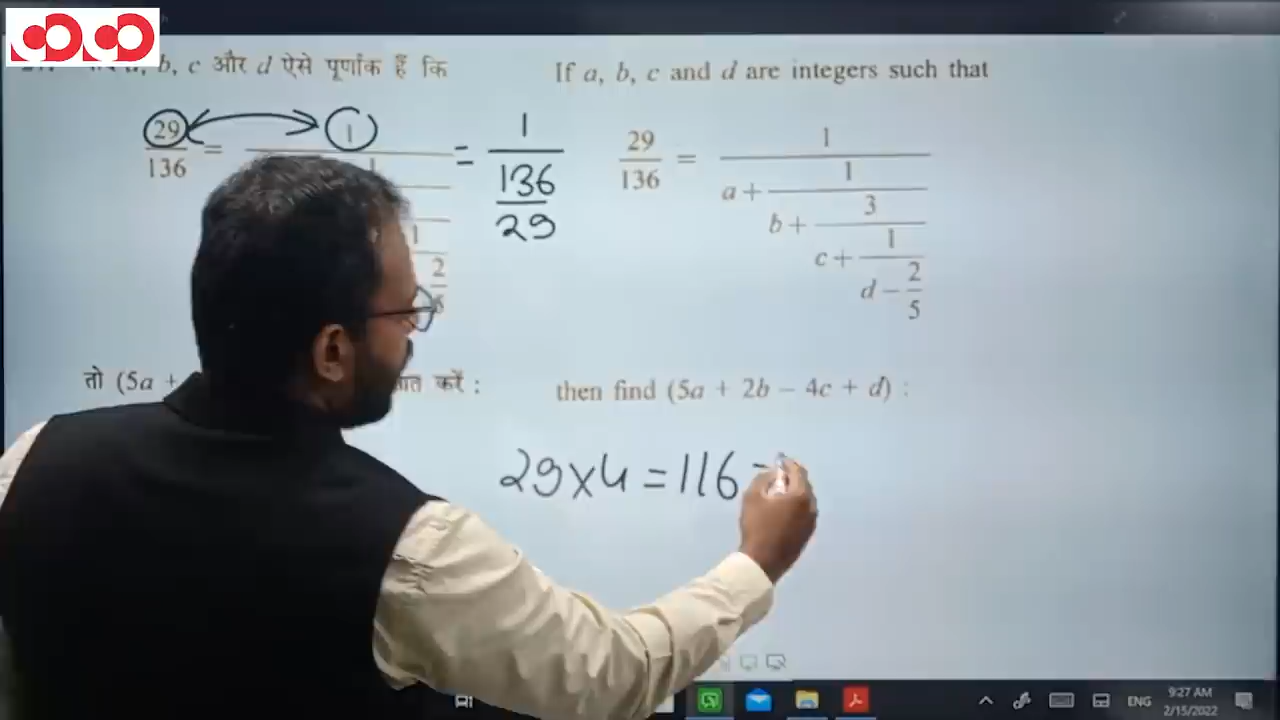 b, c और d ऐसे पूर्णांक हैं कि
If a, b, c and d are integers such that
29/136 = 1
1
1
2
= 1/(136/29)
29/136 = 1/(a + 1/(b + 3/(c + 1/(d - 2/5))))
तो (5a +
करें :
then find (5a + 2b - 4c + d) :
29×4=116
ENG
9:27 AM
2/15/2022